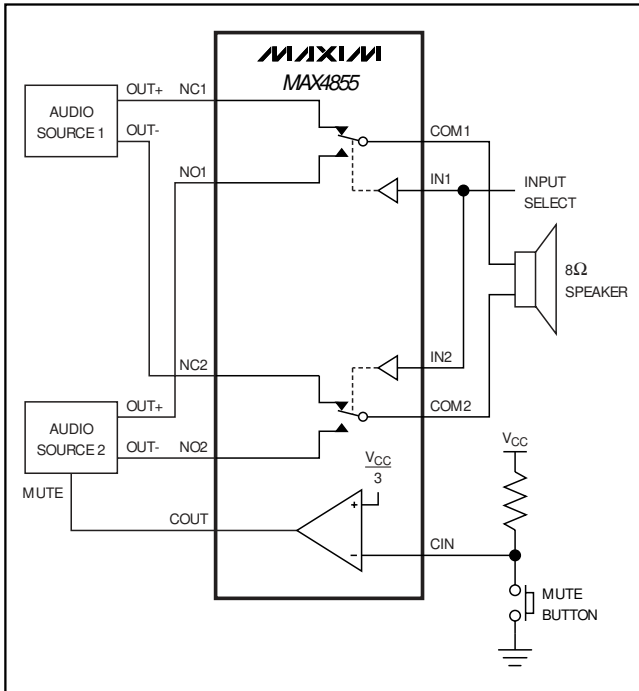 MAXIM
MAX4855
AUDIO
SOURCE 1
OUT+
NC1
OUT-
NO1
COM1
IN1
INPUT
SELECT
8Ω
SPEAKER
IN2
NC2
COM2
AUDIO
SOURCE 2
OUT+
OUT-
NO2
MUTE
COUT
VCC
3
+
-
CIN
VCC
MUTE
BUTTON